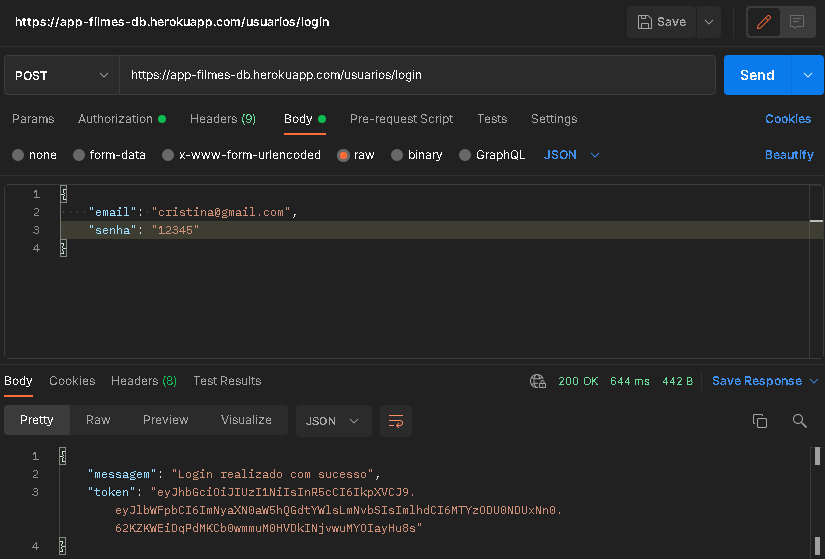 https://app-filmes-db.herokuapp.com/usuarios/login
Save
POST
https://app-filmes-db.herokuapp.com/usuarios/login
Send
Params Authorization Headers (9) Body Pre-request Script Tests Settings Cookies
none form-data x-www-form-urlencoded raw binary GraphQL JSON Beautify
1 {
2 "email": "cristina@gmail.com",
3 "senha": "12345"
4 }
Body Cookies Headers (8) Test Results 200 OK 644 ms 442 B Save Response
Pretty Raw Preview Visualize JSON
1 {
2 "messagem": "Login realizado com sucesso",
3 "token": "eyJhbGciOiJIUzI1NiIsInR5cCI6IkpXVCJ9.
eyJlbWFpbCI6ImNyaXN0aW5hQGdtYWlsLmNvbSIsImlhdCI6MTYzODU0NDUxNn0.
62KZKWEiDqPdMKCb0wmmuM0HVDkINjvwuMYOIayHu8s"
4 }